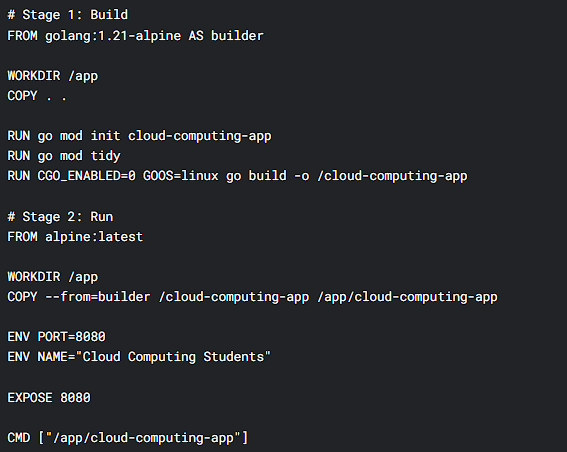 # Stage 1: Build
FROM golang:1.21-alpine AS builder
WORKDIR /app
COPY . .
RUN go mod init cloud-computing-app
RUN go mod tidy
RUN CGO_ENABLED=0 GOOS=linux go build -o /cloud-computing-app
# Stage 2: Run
FROM alpine:latest
WORKDIR /app
COPY --from=builder /cloud-computing-app /app/cloud-computing-app
ENV PORT=8080
ENV NAME="Cloud Computing Students"
EXPOSE 8080
CMD ["/app/cloud-computing-app"]